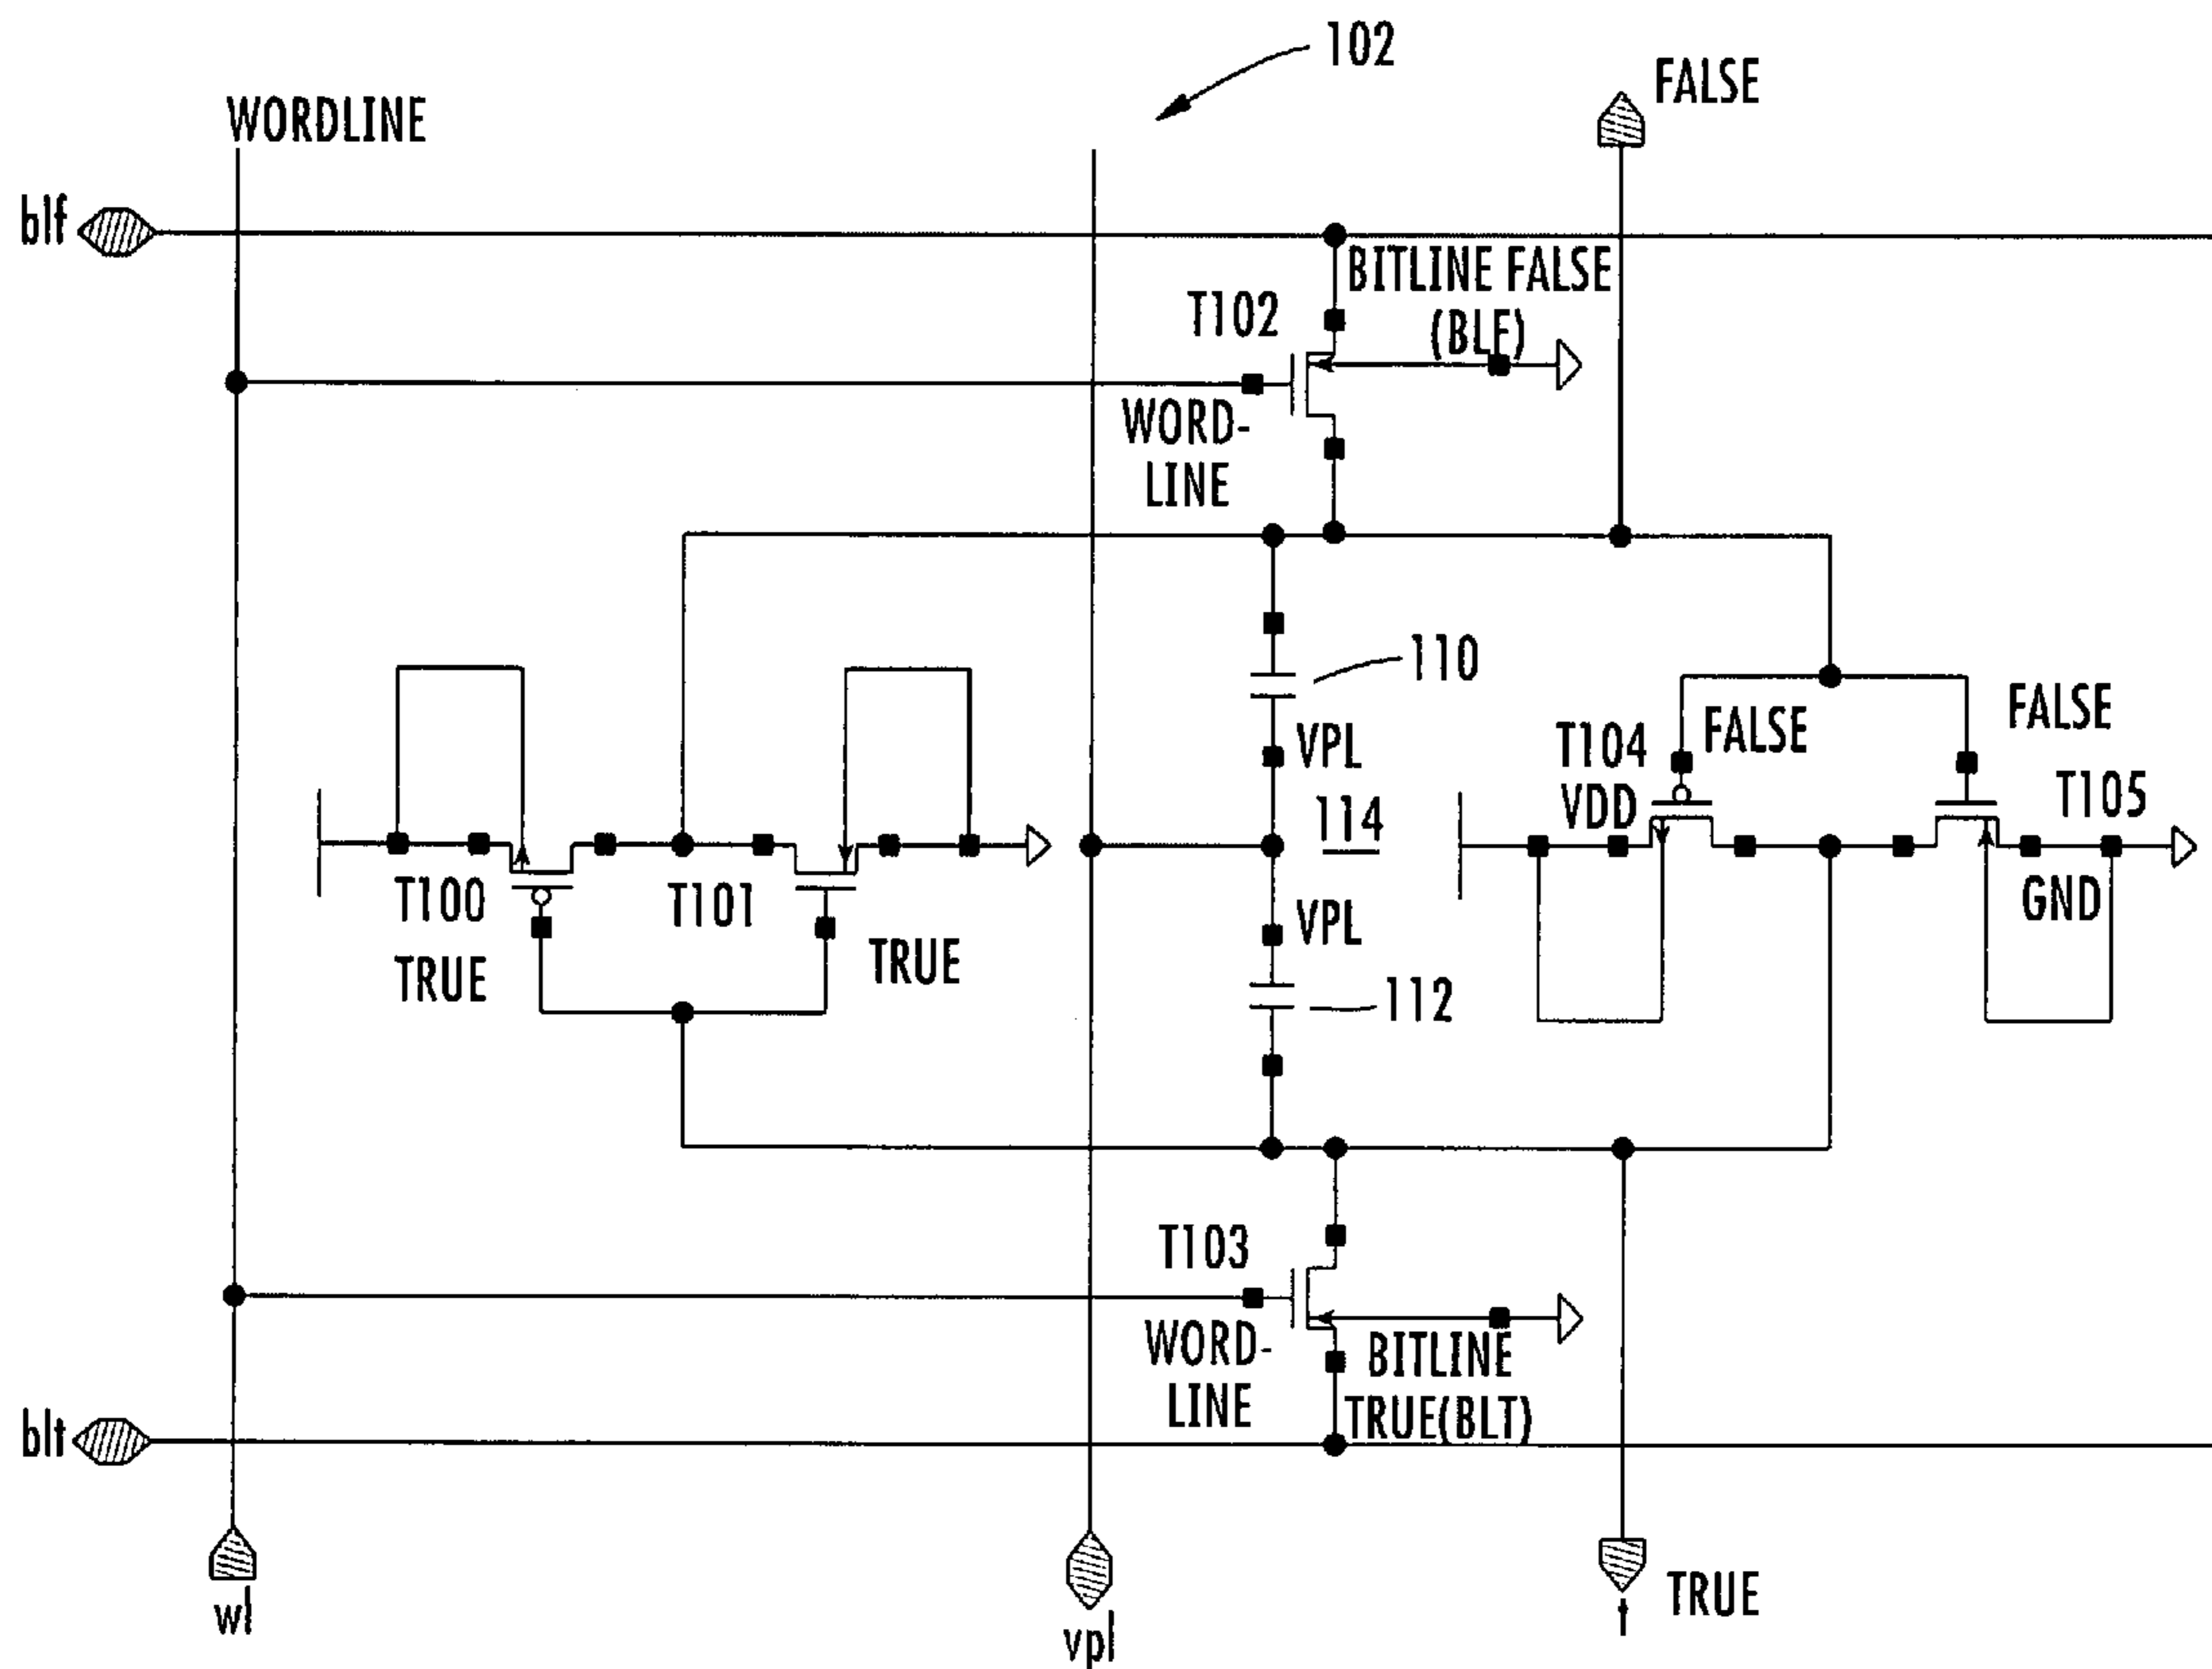 102
FALSE
WORDLINE
blf
BITLINE FALSE
(BLF)
T102
WORD-
LINE
110
VPL
114
VPL
112
T100
TRUE
T101
TRUE
T104
VDD
FALSE
FALSE
T105
GND
T103
WORD-
LINE
BITLINE
TRUE(BLT)
blt
wl
vpl
t
TRUE